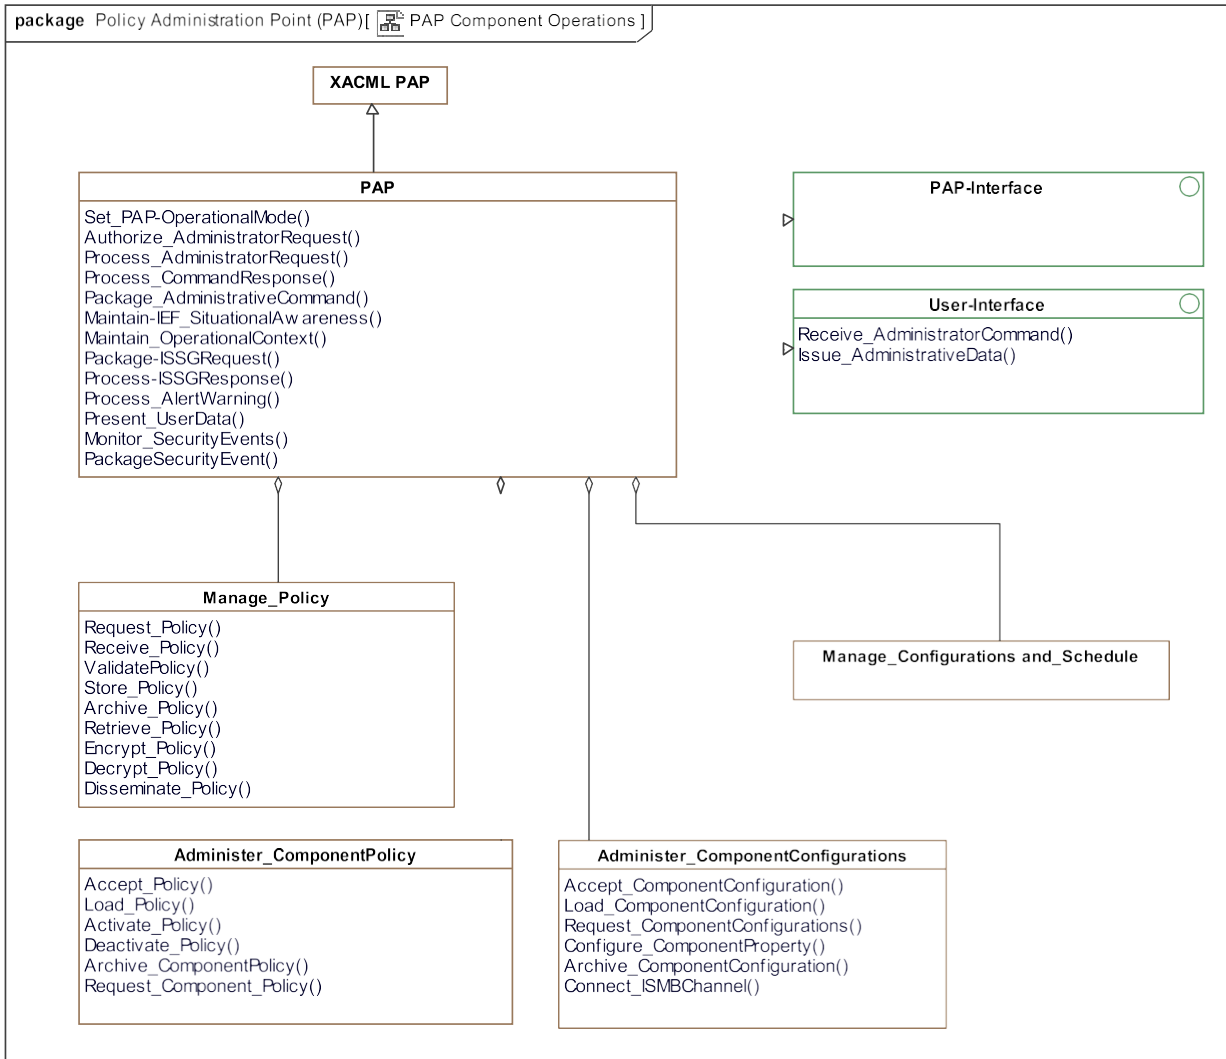 package Policy Administration Point (PAP)[ PAP Component Operations ]
XACML PAP
PAP
Set_PAP-OperationalMode()
Authorize_AdministratorRequest()
Process_AdministratorRequest()
Process_CommandResponse()
Package_AdministrativeCommand()
Maintain-IEF_SituationalAwareness()
Maintain_OperationalContext()
Package-ISSGRequest()
Process-ISSGResponse()
Process_AlertWarning()
Present_UserData()
Monitor_SecurityEvents()
PackageSecurityEvent()
PAP-Interface
User-Interface
Receive_AdministratorCommand()
Issue_AdministrativeData()
Manage_Policy
Request_Policy()
Receive_Policy()
ValidatePolicy()
Store_Policy()
Archive_Policy()
Retrieve_Policy()
Encrypt_Policy()
Decrypt_Policy()
Disseminate_Policy()
Manage_Configurations and_Schedule
Administer_ComponentPolicy
Accept_Policy()
Load_Policy()
Activate_Policy()
Deactivate_Policy()
Archive_ComponentPolicy()
Request_Component_Policy()
Administer_ComponentConfigurations
Accept_ComponentConfiguration()
Load_ComponentConfiguration()
Request_ComponentConfigurations()
Configure_ComponentProperty()
Archive_ComponentConfiguration()
Connect_ISMBChannel()